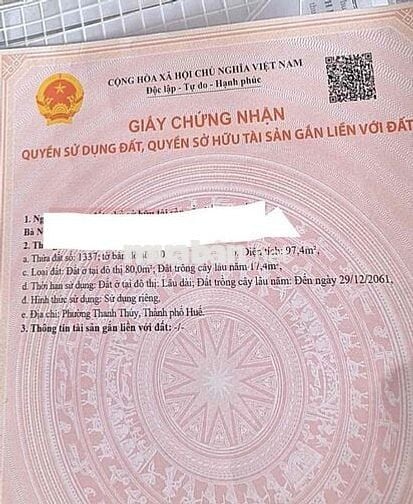 CỘNG HÒA XÃ HỘI CHỦ NGHĨA VIỆT NAM
Độc lập - Tự do - Hạnh phúc
GIẤY CHỨNG NHẬN
QUYỀN SỬ DỤNG ĐẤT, QUYỀN SỞ HỮU TÀI SẢN GẮN LIỀN VỚI ĐẤT
1. Ng
Bà N
2. Th
a. Thửa đất số: 1337; tờ bản Diện tích: 97,4m²,
c. Loại đất: Đất ở tại đô thị 80,0m²; Đất trồng cây lâu năm 17,4m²;
d. Thời hạn sử dụng: Đất ở tại đô thị: Lâu dài; Đất trồng cây lâu năm: Đến ngày 29/12/2061,
đ. Hình thức sử dụng: Sử dụng riêng,
e. Địa chỉ: Phường Thanh Thủy, Thành phố Huế.
3. Thông tin tài sản gắn liền với đất: -/-